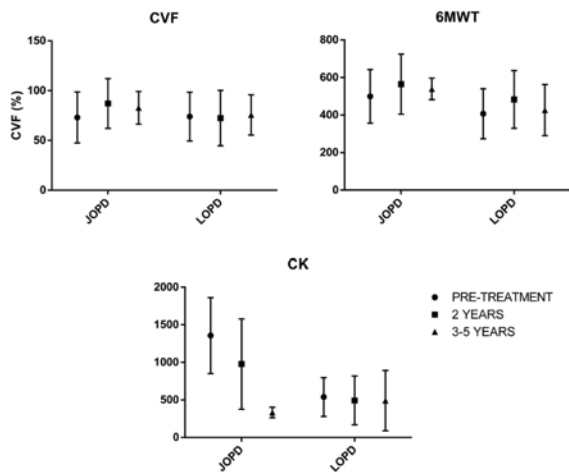 CVF
CVF (%)
150
100
50
0
JOPD
LOPD
6MWT
800
600
400
200
0
JOPD
LOPD
CK
2000
1500
1000
500
0
JOPD
LOPD
PRE-TREATMENT
2 YEARS
3-5 YEARS